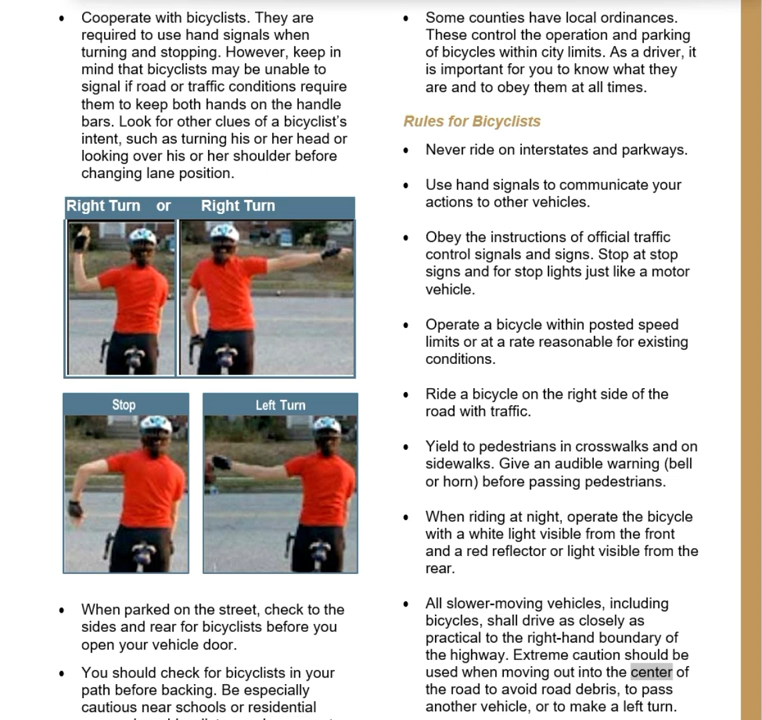 • Cooperate with bicyclists. They are
required to use hand signals when
turning and stopping. However, keep in
mind that bicyclists may be unable to
signal if road or traffic conditions require
them to keep both hands on the handle
bars. Look for other clues of a bicyclist's
intent, such as turning his or her head or
looking over his or her shoulder before
changing lane position.
Right Turn or Right Turn
Stop
Left Turn
• When parked on the street, check to the
sides and rear for bicyclists before you
open your vehicle door.
• You should check for bicyclists in your
path before backing. Be especially
cautious near schools or residential
• Some counties have local ordinances.
These control the operation and parking
of bicycles within city limits. As a driver, it
is important for you to know what they
are and to obey them at all times.
Rules for Bicyclists
• Never ride on interstates and parkways.
• Use hand signals to communicate your
actions to other vehicles.
• Obey the instructions of official traffic
control signals and signs. Stop at stop
signs and for stop lights just like a motor
vehicle.
• Operate a bicycle within posted speed
limits or at a rate reasonable for existing
conditions.
• Ride a bicycle on the right side of the
road with traffic.
• Yield to pedestrians in crosswalks and on
sidewalks. Give an audible warning (bell
or horn) before passing pedestrians.
• When riding at night, operate the bicycle
with a white light visible from the front
and a red reflector or light visible from the
rear.
• All slower-moving vehicles, including
bicycles, shall drive as closely as
practical to the right-hand boundary of
the highway. Extreme caution should be
used when moving out into the center of
the road to avoid road debris, to pass
another vehicle, or to make a left turn.